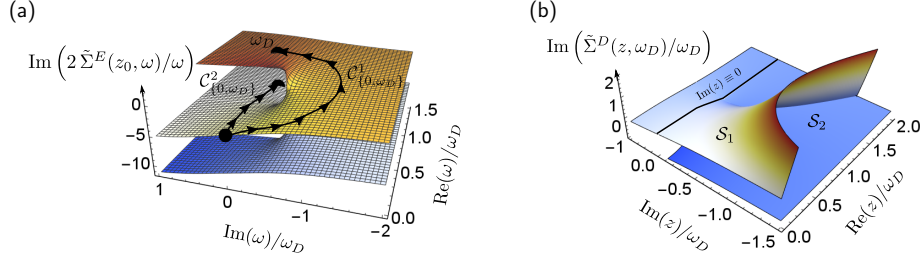 (a)
Im (2 Σ̃^E(z_0, ω)/ω)
ω_D
C^2_{0,ω_D}
C^1_{0,ω_D}
0
−5
−10
1
0
−1
−2
Im(ω)/ω_D
0.0
0.5
1.0
1.5
Re(ω)/ω_D
(b)
Im (Σ̃^D(z, ω_D)/ω_D)
Im(z) ≡ 0
S_1
S_2
2
1
0
−1
0.0
−0.5
−1.0
−1.5
Im(z)/ω_D
0.0
0.5
1.0
1.5
2.0
Re(z)/ω_D